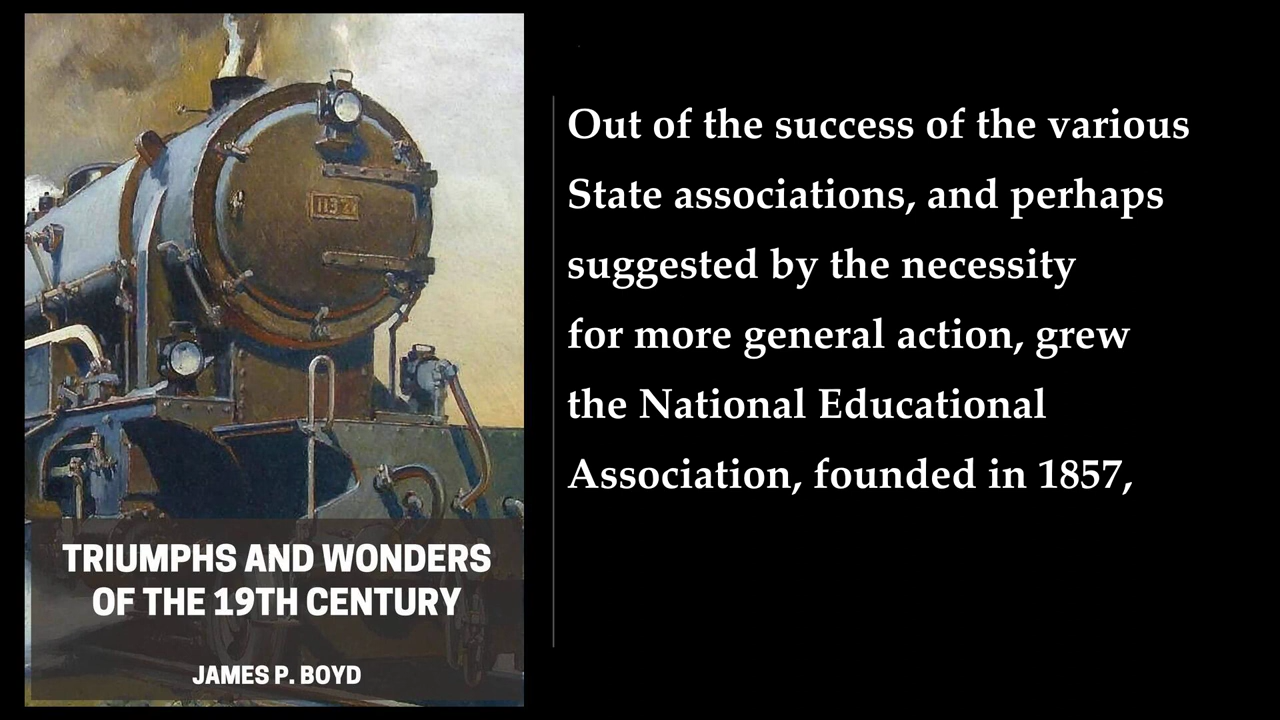 TRIUMPHS AND WONDERS
OF THE 19TH CENTURY
JAMES P. BOYD
Out of the success of the various
State associations, and perhaps
suggested by the necessity
for more general action, grew
the National Educational
Association, founded in 1857,